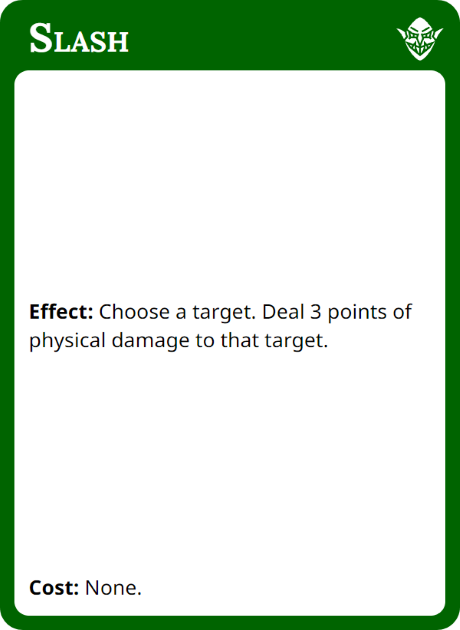 Slash
Effect: Choose a target. Deal 3 points of
physical damage to that target.
Cost: None.